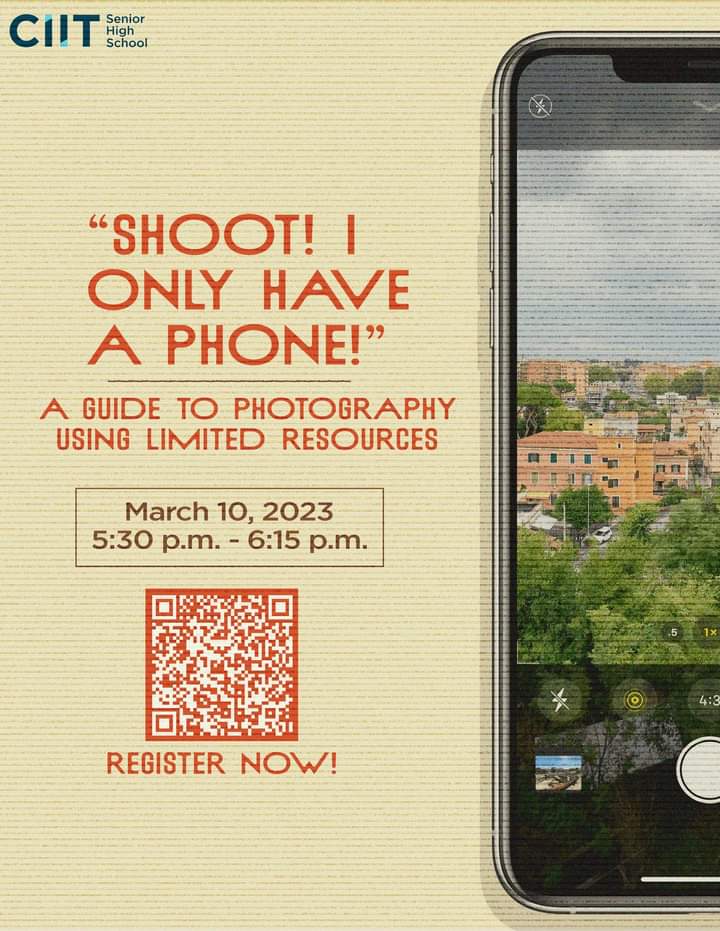 CIIT
Senior
High
School
“SHOOT! I
ONLY HAVE
A PHONE!”
A GUIDE TO PHOTOGRAPHY
USING LIMITED RESOURCES
March 10, 2023
5:30 p.m. - 6:15 p.m.
REGISTER NOW!
.5
1×
4:3